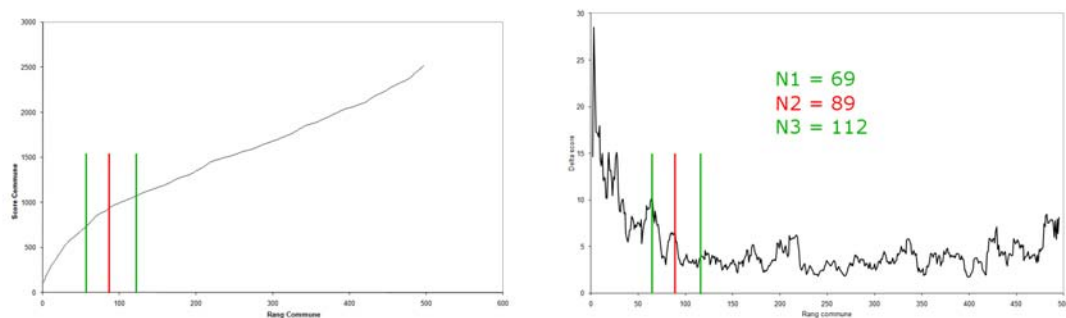 3000
2500
2000
1500
1000
500
0
Score Commune
0 100 200 300 400 500 600
Rang Commune
30
25
20
15
10
5
0
Delta score
N1 = 69
N2 = 89
N3 = 112
0 50 100 150 200 250 300 350 400 450 500
Rang commune